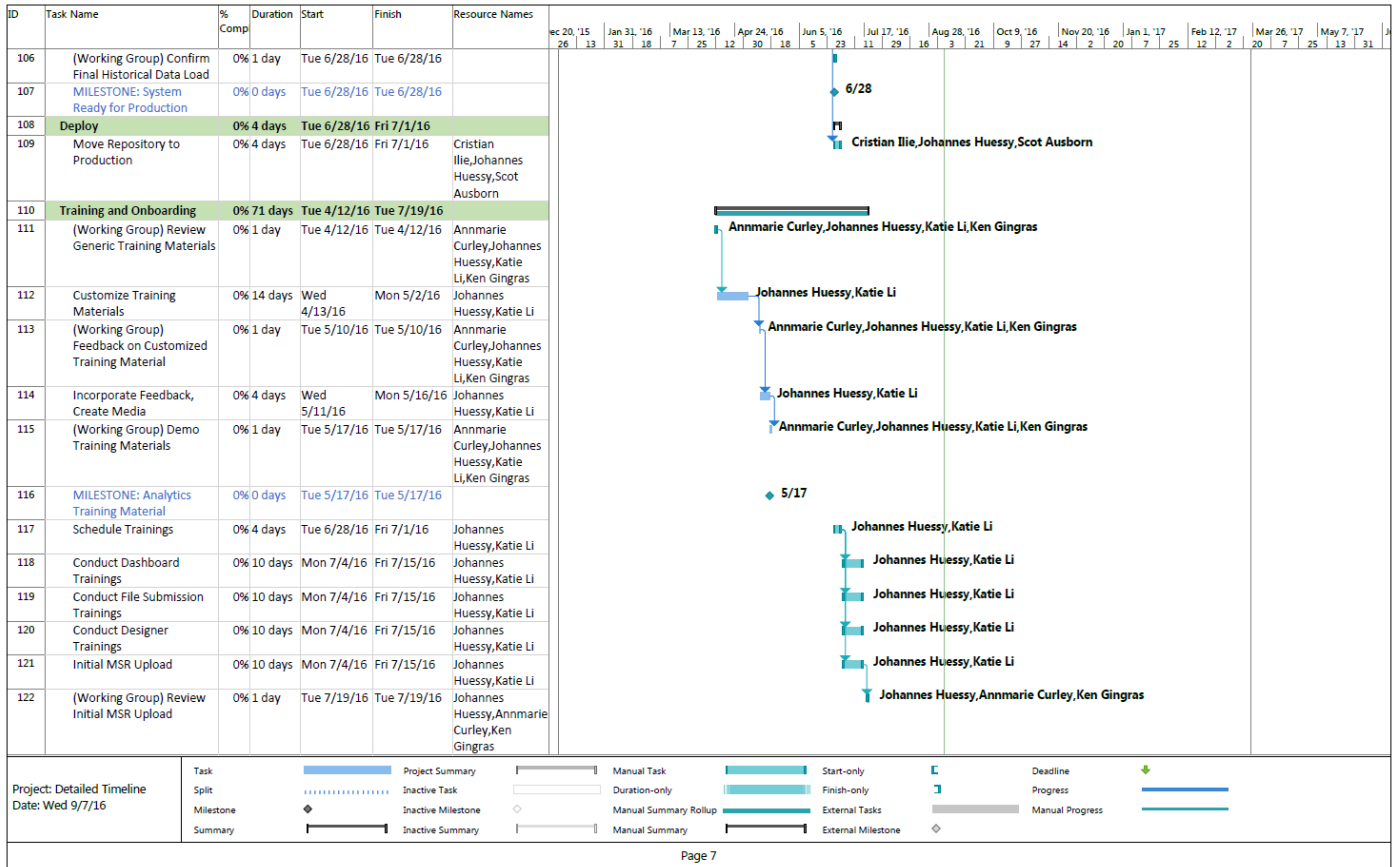 ID Task Name % Comp Duration Start Finish Resource Names
ec 20, '15 Jan 31, '16 Mar 13, '16 Apr 24, '16 Jun 5, '16 Jul 17, '16 Aug 28, '16 Oct 9, '16 Nov 20, '16 Jan 1, '17 Feb 12, '17 Mar 26, '17 May 7, '17
26 13 31 18 7 25 12 30 18 5 23 11 29 16 3 21 9 27 14 2 20 7 25 12 2 20 7 25 13 31
106 (Working Group) Confirm 0% 1 day Tue 6/28/16 Tue 6/28/16
Final Historical Data Load
107 MILESTONE: System 0% 0 days Tue 6/28/16 Tue 6/28/16 6/28
Ready for Production
108 Deploy 0% 4 days Tue 6/28/16 Fri 7/1/16
109 Move Repository to 0% 4 days Tue 6/28/16 Fri 7/1/16 Cristian Cristian Ilie,Johannes Huessy,Scot Ausborn
Production Ilie,Johannes
Huessy,Scot
Ausborn
110 Training and Onboarding 0% 71 days Tue 4/12/16 Tue 7/19/16
111 (Working Group) Review 0% 1 day Tue 4/12/16 Tue 4/12/16 Annmarie Annmarie Curley,Johannes Huessy,Katie Li,Ken Gingras
Generic Training Materials Curley,Johannes
Huessy,Katie
Li,Ken Gingras
112 Customize Training 0% 14 days Wed Mon 5/2/16 Johannes Johannes Huessy,Katie Li
Materials 4/13/16 Huessy,Katie Li
113 (Working Group) 0% 1 day Tue 5/10/16 Tue 5/10/16 Annmarie Annmarie Curley,Johannes Huessy,Katie Li,Ken Gingras
Feedback on Customized Curley,Johannes
Training Material Huessy,Katie
Li,Ken Gingras
114 Incorporate Feedback, 0% 4 days Wed Mon 5/16/16 Johannes Johannes Huessy,Katie Li
Create Media 5/11/16 Huessy,Katie Li
115 (Working Group) Demo 0% 1 day Tue 5/17/16 Tue 5/17/16 Annmarie Annmarie Curley,Johannes Huessy,Katie Li,Ken Gingras
Training Materials Curley,Johannes
Huessy,Katie
Li,Ken Gingras
116 MILESTONE: Analytics 0% 0 days Tue 5/17/16 Tue 5/17/16 5/17
Training Material
117 Schedule Trainings 0% 4 days Tue 6/28/16 Fri 7/1/16 Johannes Johannes Huessy,Katie Li
Huessy,Katie Li
118 Conduct Dashboard 0% 10 days Mon 7/4/16 Fri 7/15/16 Johannes Johannes Huessy,Katie Li
Trainings Huessy,Katie Li
119 Conduct File Submission 0% 10 days Mon 7/4/16 Fri 7/15/16 Johannes Johannes Huessy,Katie Li
Trainings Huessy,Katie Li
120 Conduct Designer 0% 10 days Mon 7/4/16 Fri 7/15/16 Johannes Johannes Huessy,Katie Li
Trainings Huessy,Katie Li
121 Initial MSR Upload 0% 10 days Mon 7/4/16 Fri 7/15/16 Johannes Johannes Huessy,Katie Li
Huessy,Katie Li
122 (Working Group) Review 0% 1 day Tue 7/19/16 Tue 7/19/16 Johannes Johannes Huessy,Annmarie Curley,Ken Gingras
Initial MSR Upload Huessy,Annmarie
Curley,Ken
Gingras
Project: Detailed Timeline
Date: Wed 9/7/16
Task Project Summary Manual Task Start-only Deadline
Split Inactive Task Duration-only Finish-only Progress
Milestone Inactive Milestone Manual Summary Rollup External Tasks Manual Progress
Summary Inactive Summary Manual Summary External Milestone
Page 7